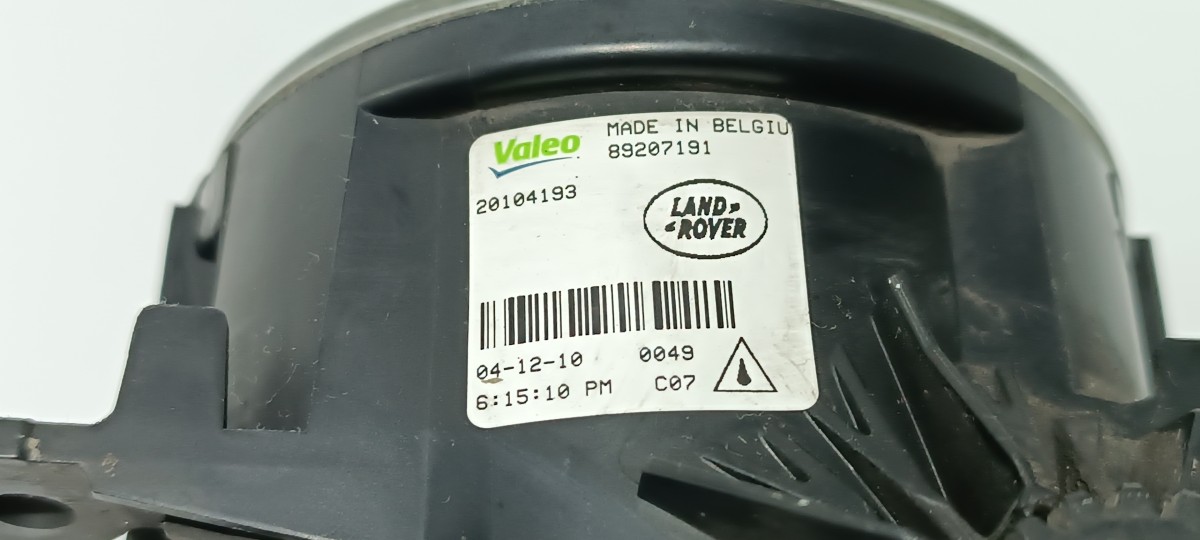 Valeo
MADE IN BELGIU
89207191
20104193
LAND
ROVER
04-12-10 0049
6:15:10 PM C07